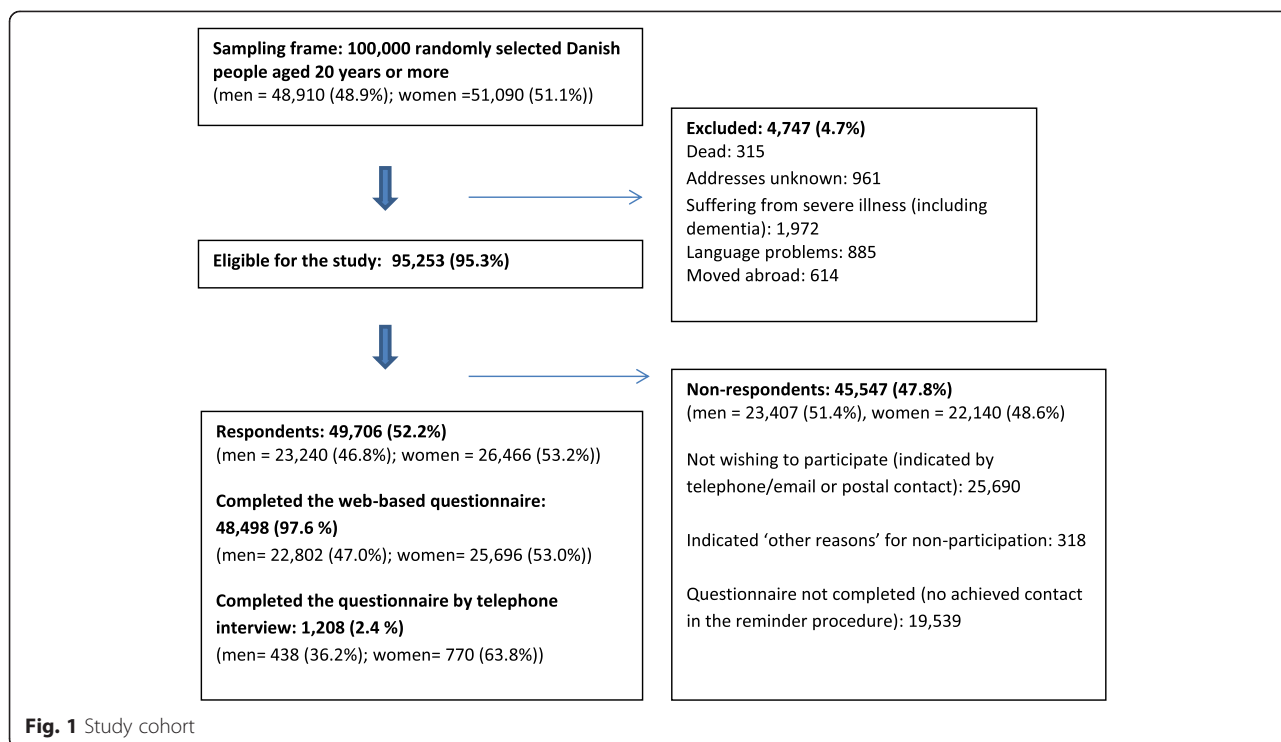 Sampling frame: 100,000 randomly selected Danish
people aged 20 years or more
(men = 48,910 (48.9%); women =51,090 (51.1%))
Excluded: 4,747 (4.7%)
Dead: 315
Addresses unknown: 961
Suffering from severe illness (including
dementia): 1,972
Language problems: 885
Moved abroad: 614
Eligible for the study:  95,253 (95.3%)
Respondents: 49,706 (52.2%)
(men = 23,240 (46.8%); women = 26,466 (53.2%))
Completed the web-based questionnaire:
48,498 (97.6 %)
(men= 22,802 (47.0%); women= 25,696 (53.0%))
Completed the questionnaire by telephone
interview: 1,208 (2.4 %)
(men= 438 (36.2%); women= 770 (63.8%))
Non-respondents: 45,547 (47.8%)
(men = 23,407 (51.4%), women = 22,140 (48.6%)
Not wishing to participate (indicated by
telephone/email or postal contact): 25,690
Indicated ‘other reasons’ for non-participation: 318
Questionnaire not completed (no achieved contact
in the reminder procedure): 19,539
Fig. 1 Study cohort